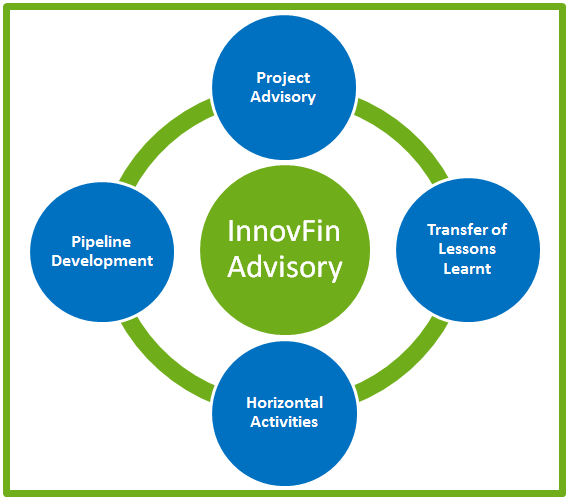 Project
Advisory
Pipeline
Development
InnovFin
Advisory
Transfer of
Lessons
Learnt
Horizontal
Activities